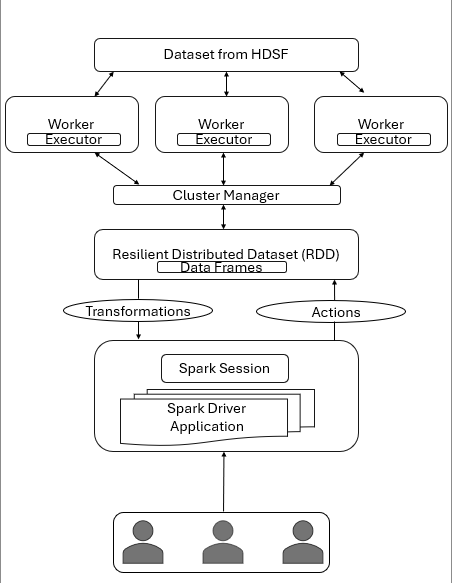 Dataset from HDSF
Worker
Executor
Worker
Executor
Worker
Executor
Cluster Manager
Resilient Distributed Dataset (RDD)
Data Frames
Transformations
Actions
Spark Session
Spark Driver
Application